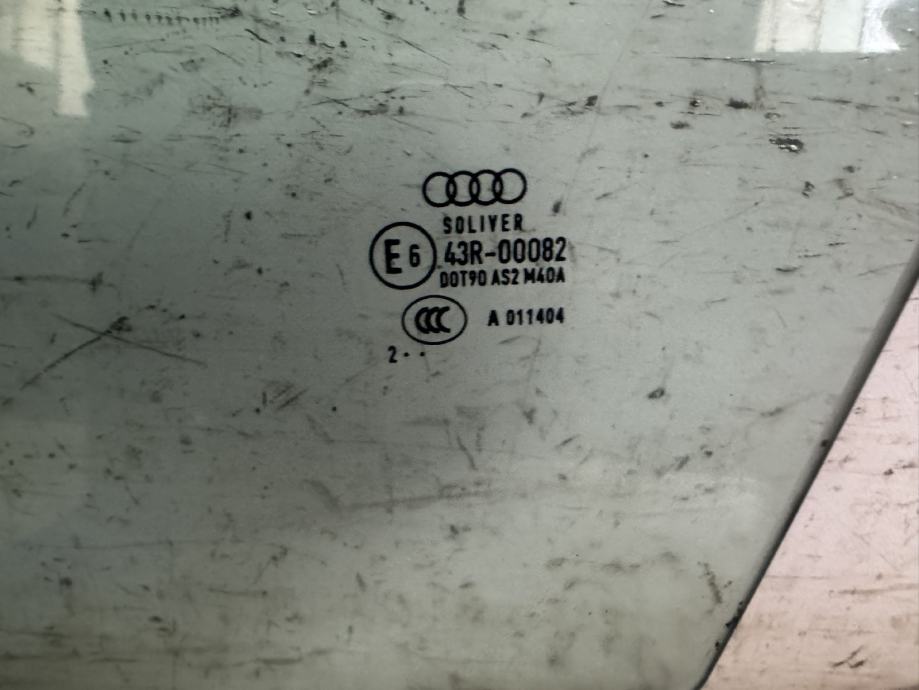 SOLIVER
E6 43R-00082
DOT90 AS2 M40A
CCC A 011404
2··